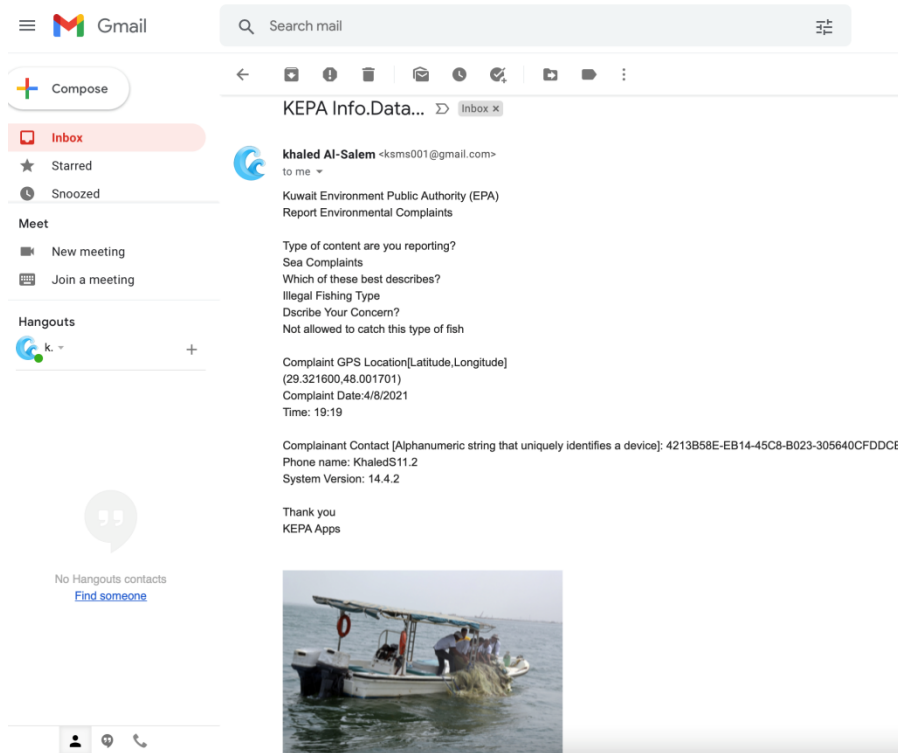 Gmail
Search mail
Compose
KEPA Info.Data...
Inbox ×
Inbox
Starred
Snoozed
khaled Al-Salem <ksms001@gmail.com>
to me
Kuwait Environment Public Authority (EPA)
Report Environmental Complaints
Type of content are you reporting?
Sea Complaints
Which of these best describes?
Illegal Fishing Type
Dscribe Your Concern?
Not allowed to catch this type of fish
Complaint GPS Location[Latitude,Longitude]
(29.321600,48.001701)
Complaint Date:4/8/2021
Time: 19:19
Complainant Contact [Alphanumeric string that uniquely identifies a device]: 4213B58E-EB14-45C8-B023-305640CFDDCE
Phone name: KhaledS11.2
System Version: 14.4.2
Thank you
KEPA Apps
Meet
New meeting
Join a meeting
Hangouts
k.
No Hangouts contacts
Find someone